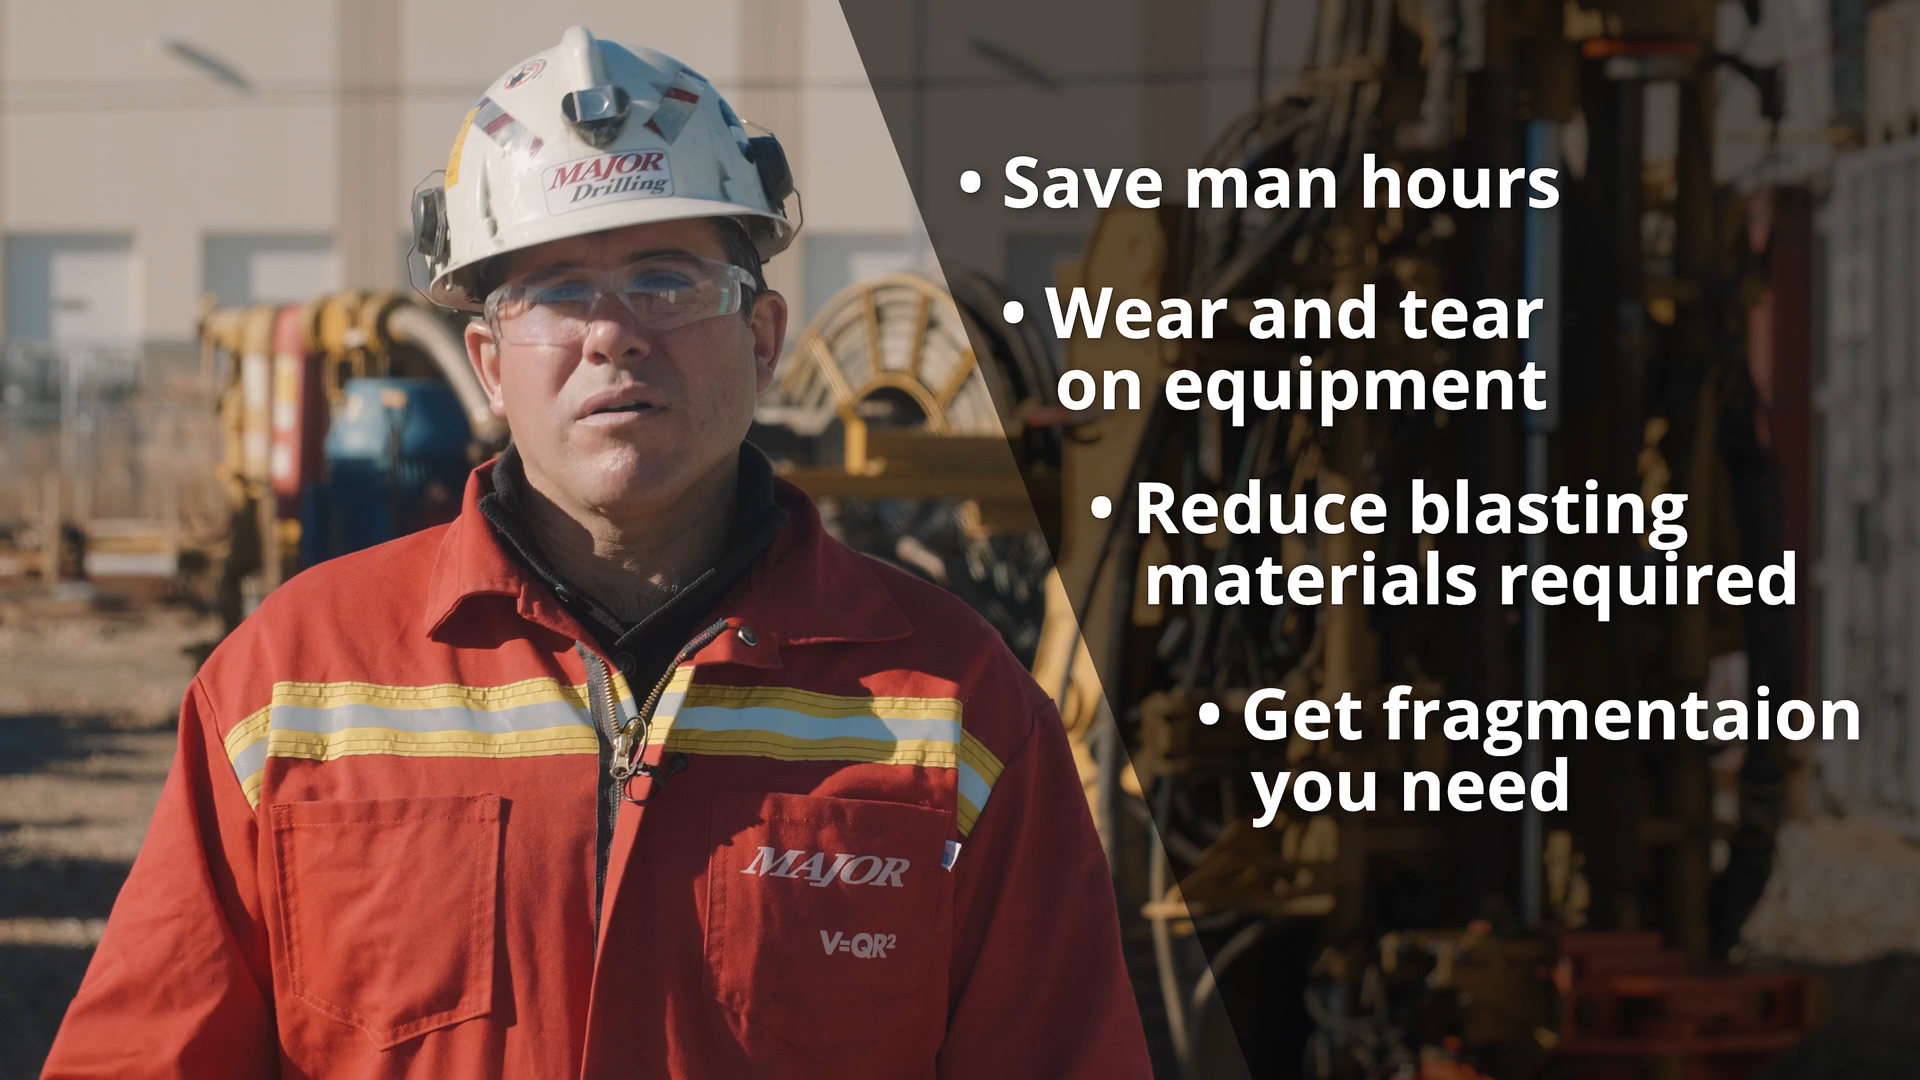 MAJOR
Drilling
• Save man hours
• Wear and tear
on equipment
• Reduce blasting
materials required
• Get fragmentaion
you need
MAJOR
V=QR²